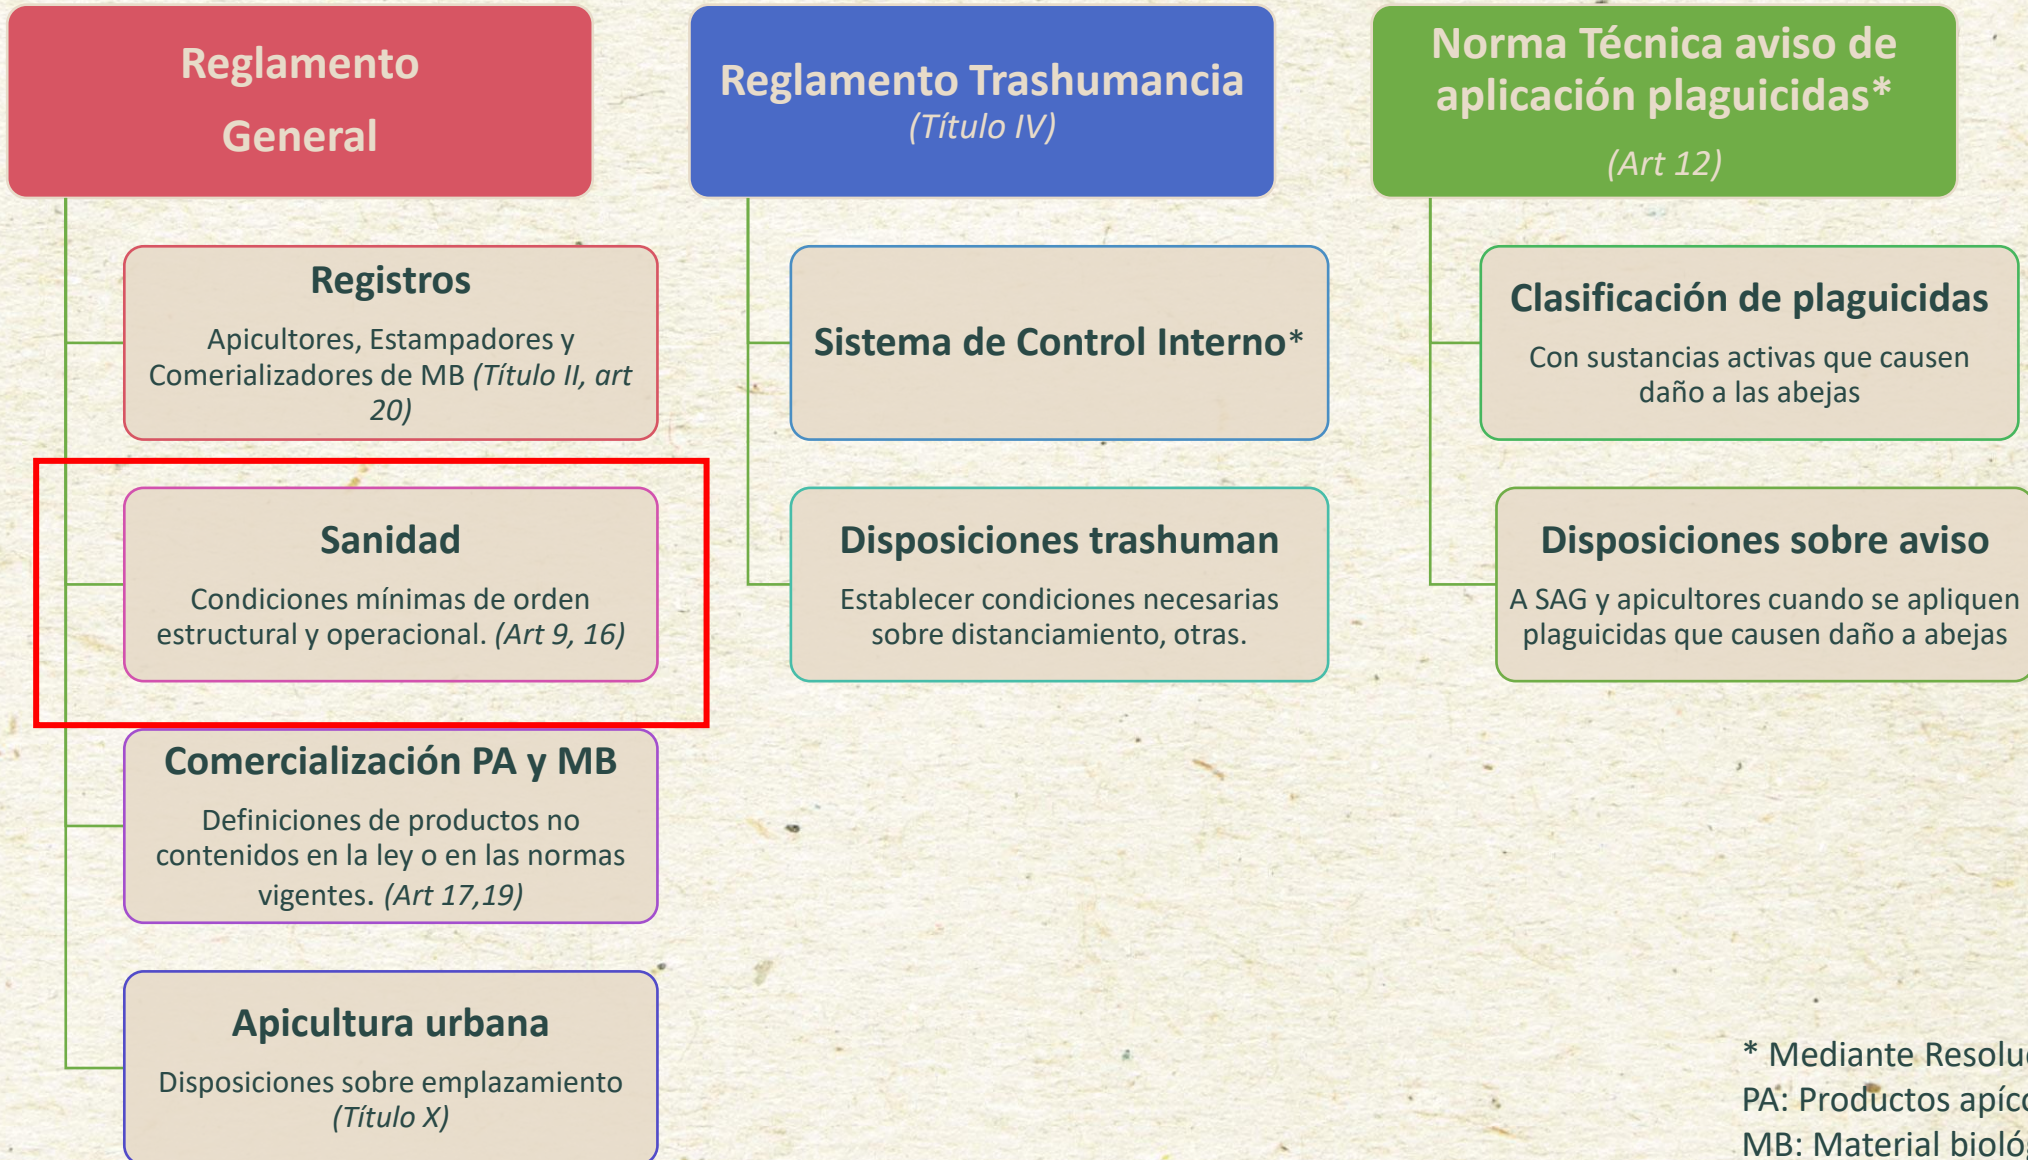 Reglamento
General
Registros
Apicultores, Estampadores y
Comerializadores de MB (Título II, art
20)
Sanidad
Condiciones mínimas de orden
estructural y operacional. (Art 9, 16)
Comercialización PA y MB
Definiciones de productos no
contenidos en la ley o en las normas
vigentes. (Art 17,19)
Apicultura urbana
Disposiciones sobre emplazamiento
(Título X)
Reglamento Trashumancia
(Título IV)
Sistema de Control Interno*
Disposiciones trashuman
Establecer condiciones necesarias
sobre distanciamiento, otras.
Norma Técnica aviso de
aplicación plaguicidas*
(Art 12)
Clasificación de plaguicidas
Con sustancias activas que causen
daño a las abejas
Disposiciones sobre aviso
A SAG y apicultores cuando se apliquen
plaguicidas que causen daño a abejas
* Mediante
PA: Productos
MB: Material